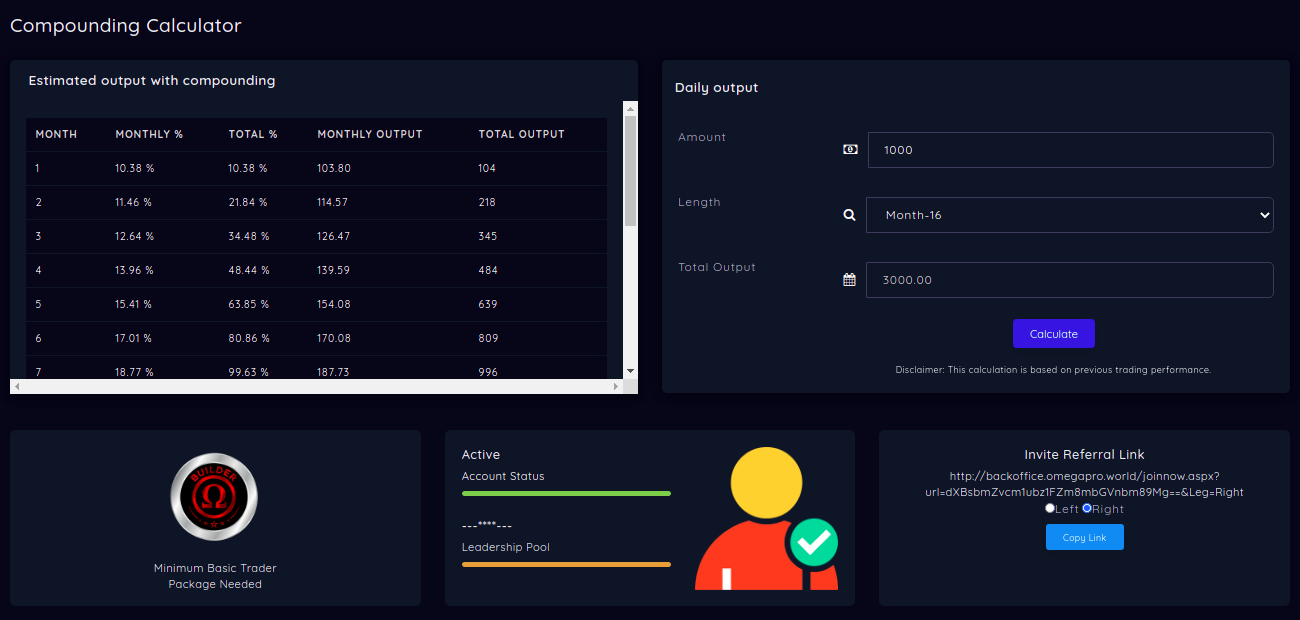 Compounding Calculator
Estimated output with compounding
MONTH MONTHLY % TOTAL % MONTHLY OUTPUT TOTAL OUTPUT
1 10.38 % 10.38 % 103.80 104
2 11.46 % 21.84 % 114.57 218
3 12.64 % 34.48 % 126.47 345
4 13.96 % 48.44 % 139.59 484
5 15.41 % 63.85 % 154.08 639
6 17.01 % 80.86 % 170.08 809
7 18.77 % 99.63 % 187.73 996
Daily output
Amount 1000
Length Month-16
Total Output 3000.00
Calculate
Disclaimer: This calculation is based on previous trading performance.
BUILDER
Ω
Minimum Basic Trader
Package Needed
Active
Account Status
---****---
Leadership Pool
Invite Referral Link
http://backoffice.omegapro.world/joinnow.aspx?
url=dXBsbmZvcm1ubz1FZm8mbGVnbm89Mg==&Leg=Right
Left Right
Copy Link